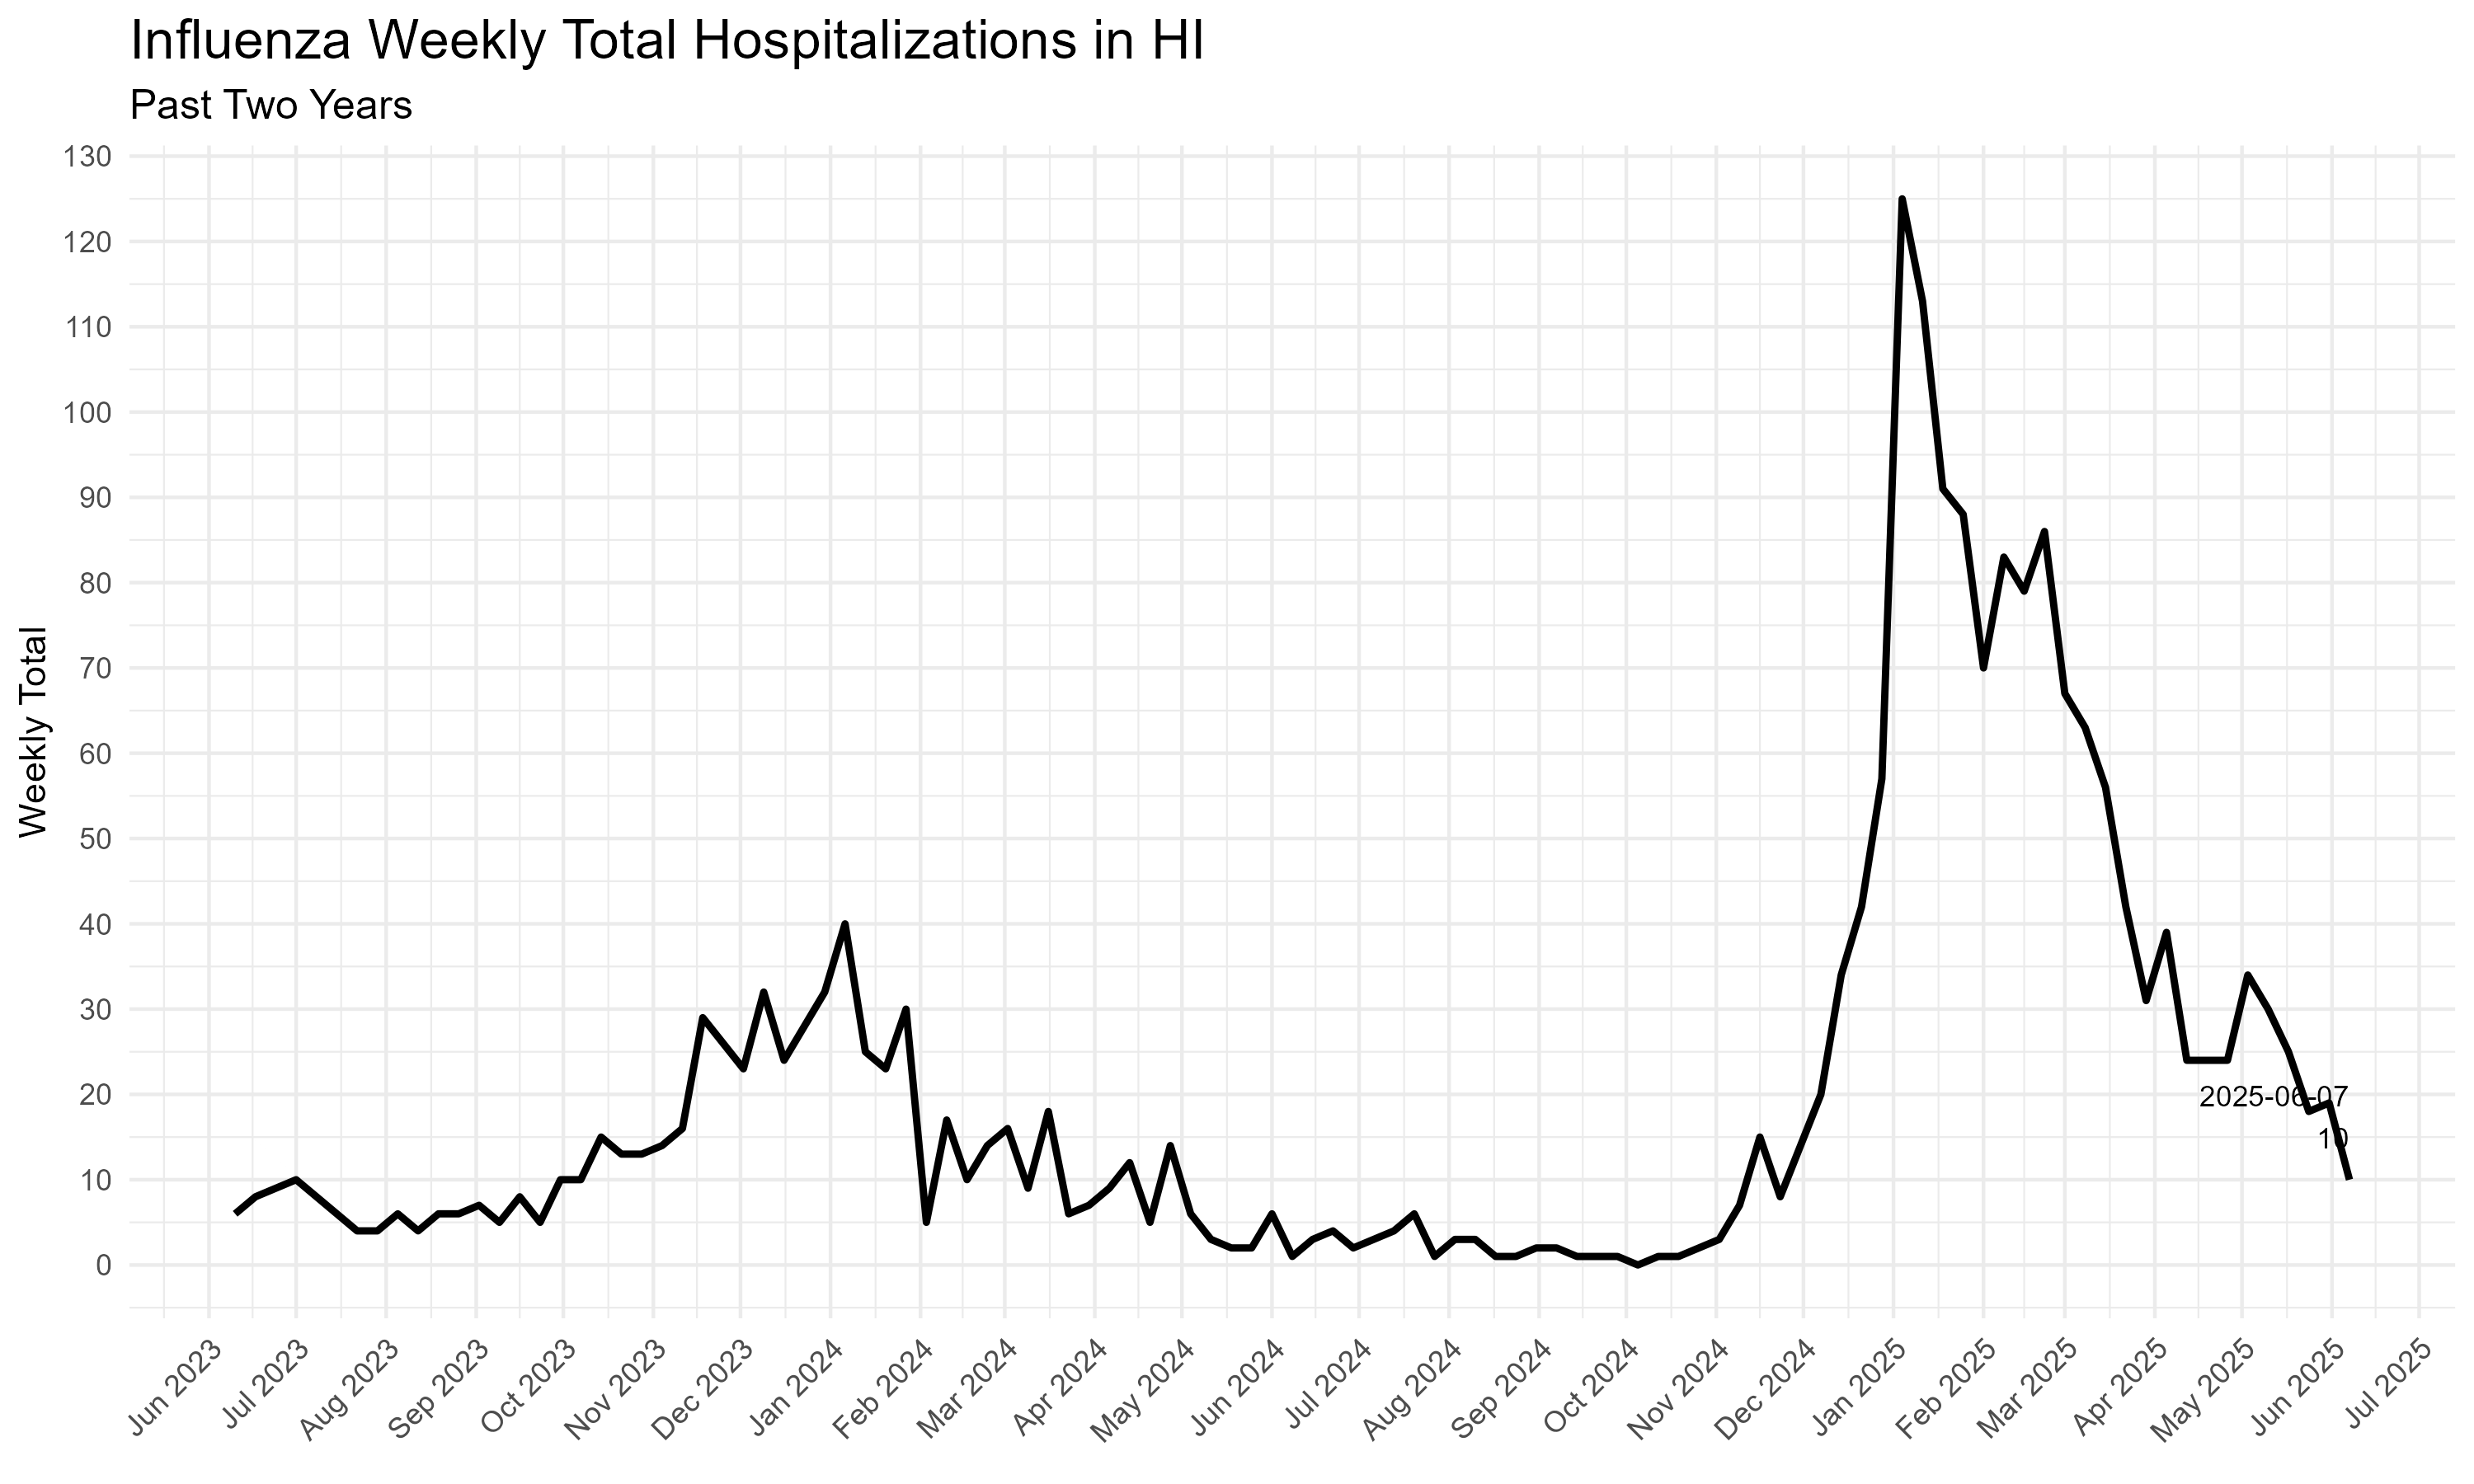 Influenza Weekly Total Hospitalizations in HI
Past Two Years
Weekly Total
130
120
110
100
90
80
70
60
50
40
30
20
10
0
2025-06-07
10
Jun 2023
Jul 2023
Aug 2023
Sep 2023
Oct 2023
Nov 2023
Dec 2023
Jan 2024
Feb 2024
Mar 2024
Apr 2024
May 2024
Jun 2024
Jul 2024
Aug 2024
Sep 2024
Oct 2024
Nov 2024
Dec 2024
Jan 2025
Feb 2025
Mar 2025
Apr 2025
May 2025
Jun 2025
Jul 2025